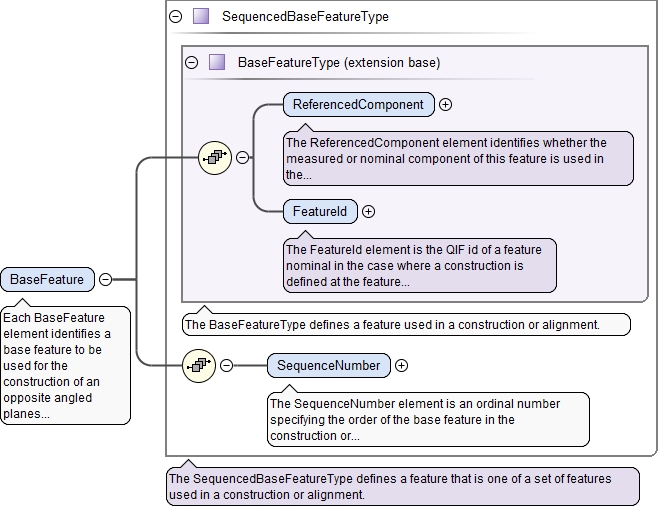 SequencedBaseFeatureType
BaseFeatureType (extension base)
ReferencedComponent
The ReferencedComponent element identifies whether the
measured or nominal component of this feature is used in
the...
FeatureId
The FeatureId element is the QIF id of a feature
nominal in the case where a construction is
defined at the feature...
BaseFeature
Each BaseFeature
element identifies a
base feature to be
used for the
construction of an
opposite angled
planes...
The BaseFeatureType defines a feature used in a construction or alignment.
SequenceNumber
The SequenceNumber element is an ordinal number
specifying the order of the base feature in the
construction or...
The SequencedBaseFeatureType defines a feature that is one of a set of features
used in a construction or alignment.